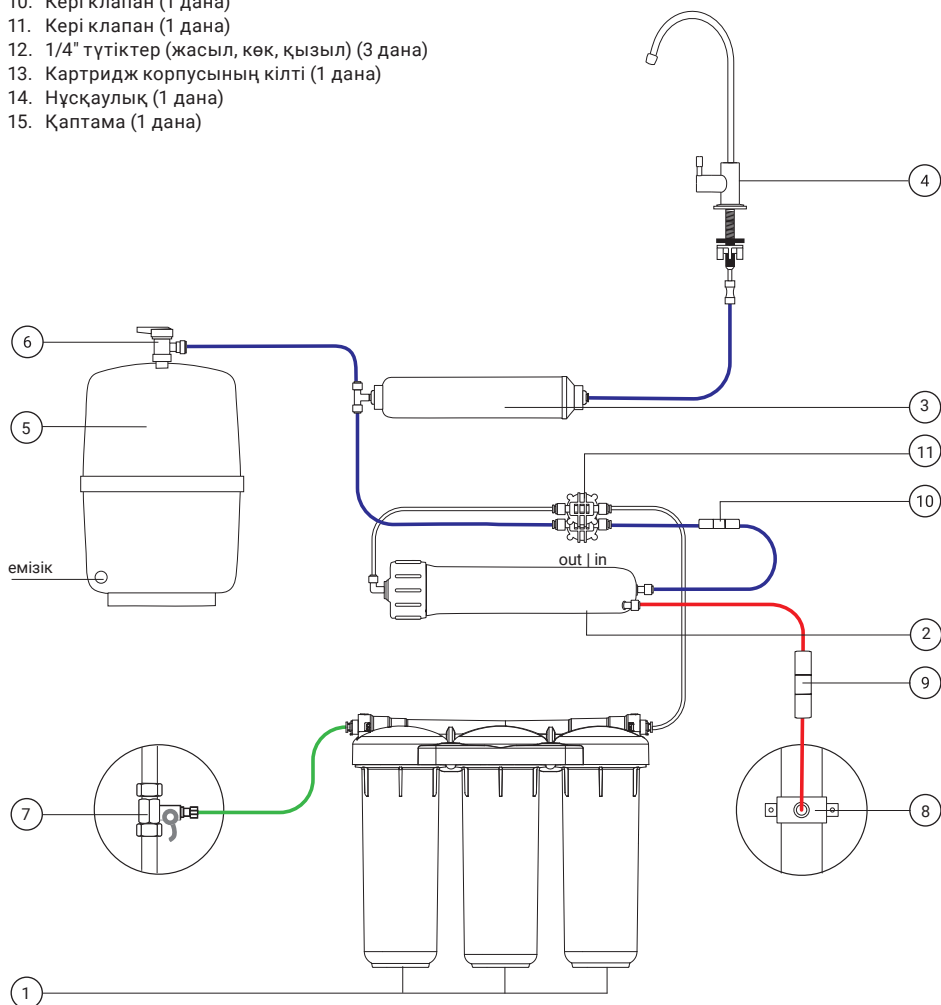 10. Кері клапан (1 дана)
11. Кері клапан (1 дана)
12. 1/4" түтіктер (жасыл, көк, қызыл) (3 дана)
13. Картридж корпусының кілті (1 дана)
14. Нұсқаулық (1 дана)
15. Қаптама (1 дана)
4
6
3
5
11
10
out | in
емізік
2
9
7
8
1